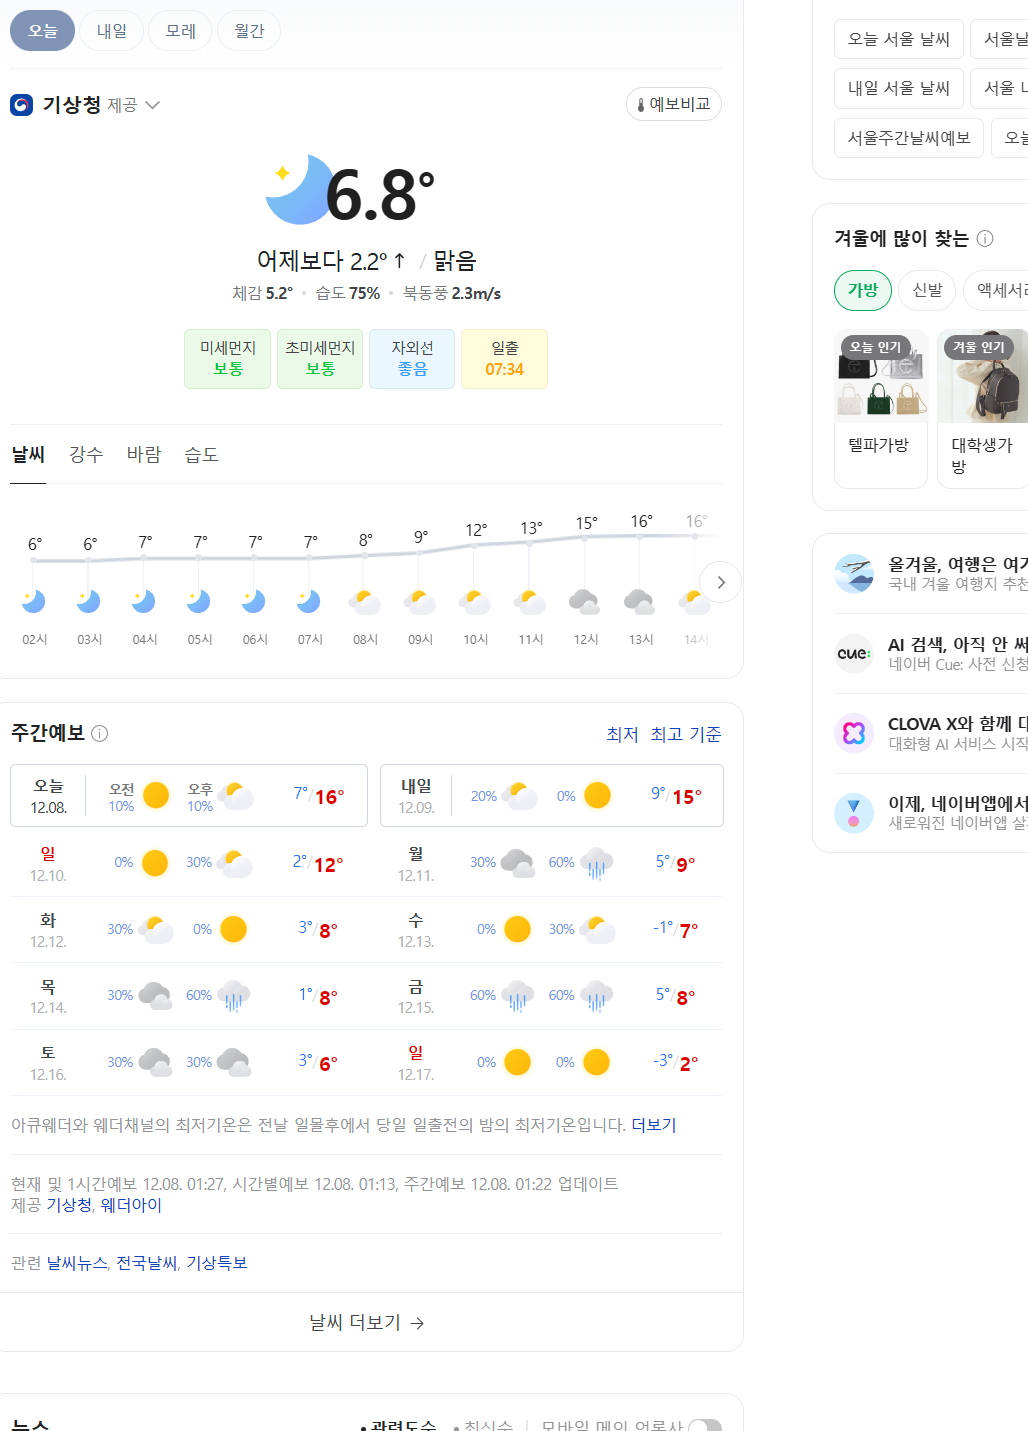 오늘
내일
모레
월간
기상청 제공
예보비교
6.8°
어제보다 2.2° ↑ / 맑음
체감 5.2° 습도 75% 북동풍 2.3m/s
미세먼지
보통
초미세먼지
보통
자외선
좋음
일출
07:34
날씨 강수 바람 습도
6° 6° 7° 7° 7° 7° 8° 9° 12° 13° 15° 16° 16°
02시 03시 04시 05시 06시 07시 08시 09시 10시 11시 12시 13시 14시
주간예보
최저 최고 기준
오늘
12.08.
오전
10%
오후
10%
7°/16°
내일
12.09.
20% 0%
9°/15°
일
12.10.
0% 30%
2°/12°
월
12.11.
30% 60%
5°/9°
화
12.12.
30% 0%
3°/8°
수
12.13.
0% 30%
-1°/7°
목
12.14.
30% 60%
1°/8°
금
12.15.
60% 60%
5°/8°
토
12.16.
30% 30%
3°/6°
일
12.17.
0% 0%
-3°/2°
아큐웨더와 웨더채널의 최저기온은 전날 일몰후에서 당일 일출전의 밤의 최저기온입니다. 더보기
현재 및 1시간예보 12.08. 01:27, 시간별예보 12.08. 01:13, 주간예보 12.08. 01:22 업데이트
제공 기상청, 웨더아이
관련 날씨뉴스, 전국날씨, 기상특보
날씨 더보기 →
뉴스
관련도순 최신순 모바일 메인 언론사
오늘 서울 날씨
내일 서울 날씨
서울
서울주간날씨예보
겨울에 많이 찾는
가방
신발
오늘 인기
텔파가방
겨울 인기
대학생가
방
올겨울, 여행은
국내 겨울 여행지
cue:
AI 검색, 아직 안
네이버 Cue: 사전
CLOVA X와 함께
대화형 AI 서비스
이제, 네이버앱에서
새로워진 네이버앱